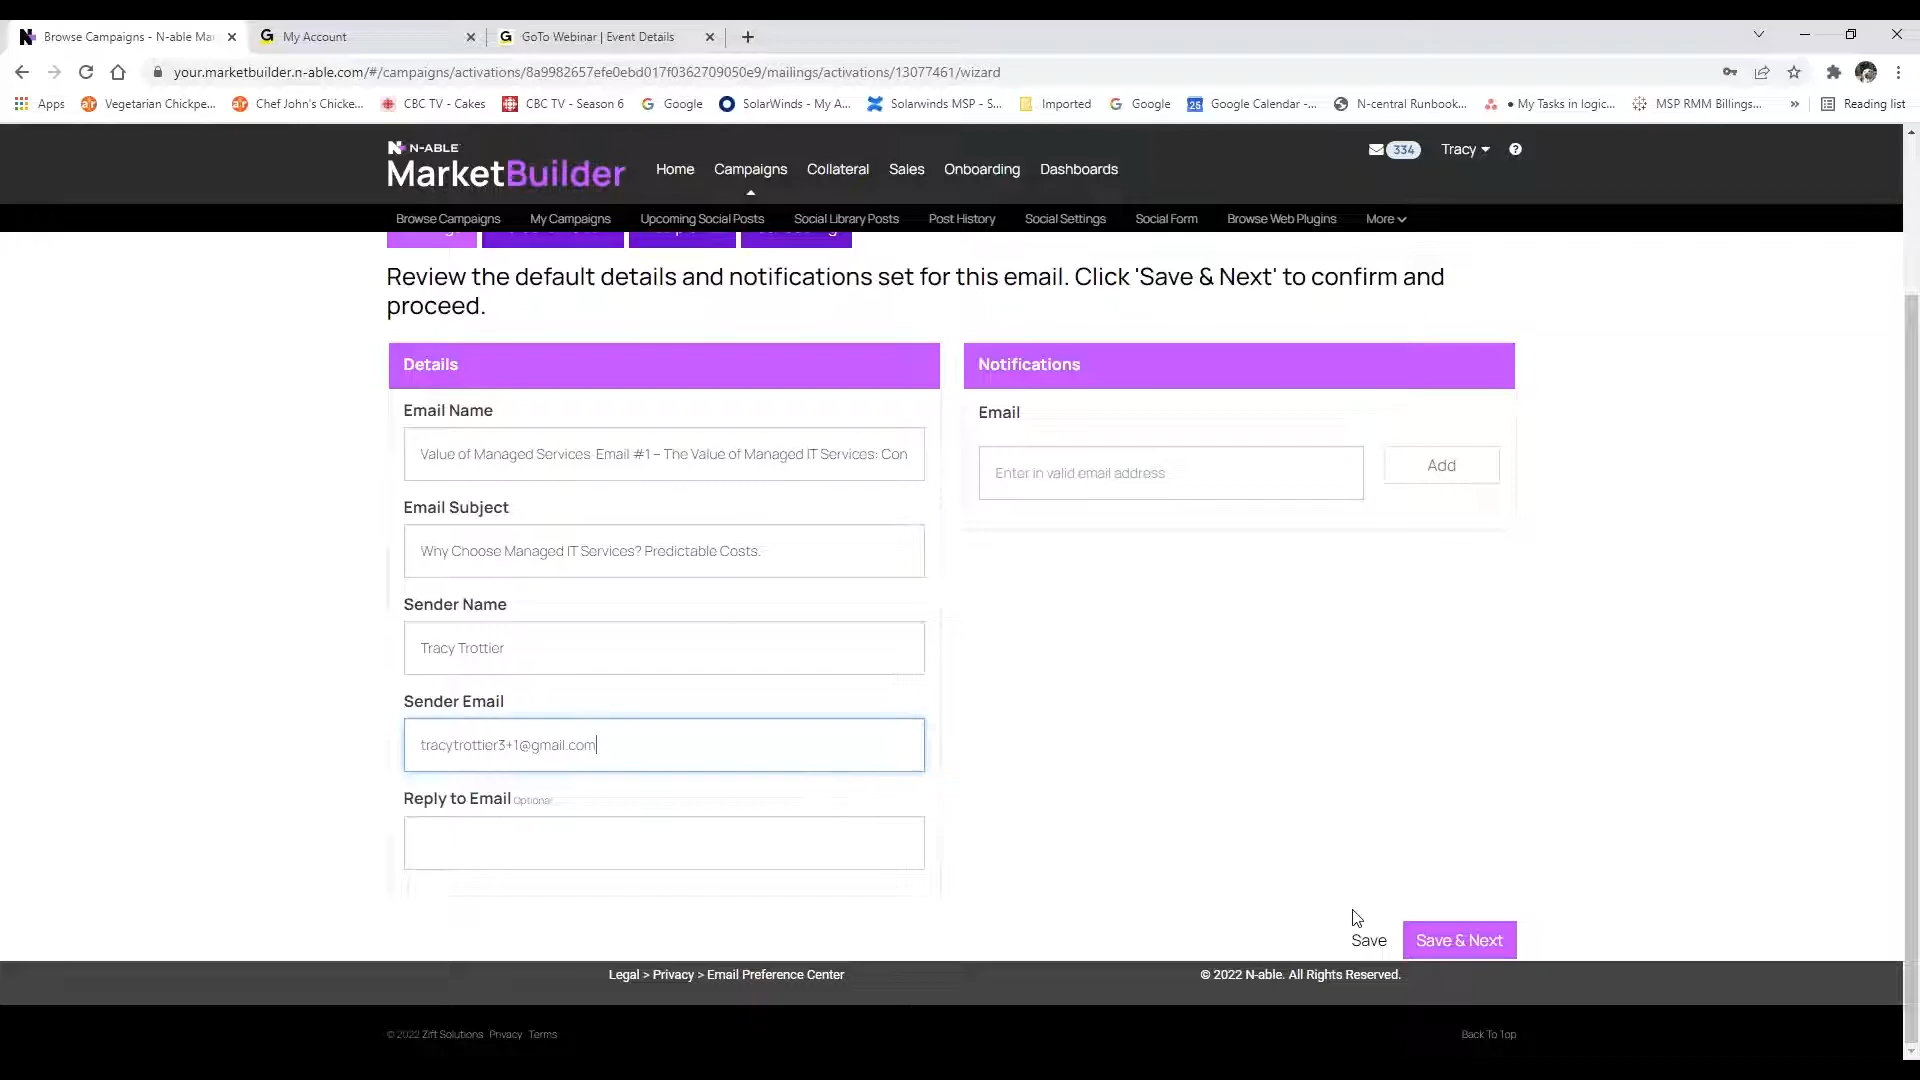 Browse Campaigns - N-able Ma
My Account
GoTo Webinar | Event Details
your.marketbuilder.n-able.com/#/campaigns/activations/8a9982657efe0ebd017f0362709050e9/mailings/activations/13077461/wizard
Apps
Vegetarian Chickpe...
Chef John's Chicke...
CBC TV - Cakes
CBC TV - Season 6
Google
SolarWinds - My A...
Solarwinds MSP - S...
Imported
Google
Google Calendar -...
N-central Runbook...
● My Tasks in logic...
MSP RMM Billings...
»
Reading list
N-ABLE
MarketBuilder
Home
Campaigns
Collateral
Sales
Onboarding
Dashboards
334
Tracy
Browse Campaigns
My Campaigns
Upcoming Social Posts
Social Library Posts
Post History
Social Settings
Social Form
Browse Web Plugins
More
Review the default details and notifications set for this email. Click 'Save & Next' to confirm and
proceed.
Details
Notifications
Email Name
Value of Managed Services Email #1 – The Value of Managed IT Services: Con
Email
Enter in valid email address
Add
Email Subject
Why Choose Managed IT Services? Predictable Costs.
Sender Name
Tracy Trottier
Sender Email
tracytrottier3+1@gmail.com
Reply to Email Optional
Save
Save & Next
Legal > Privacy > Email Preference Center
© 2022 N-able. All Rights Reserved.
© 2022 Zift Solutions Privacy Terms
Back To Top